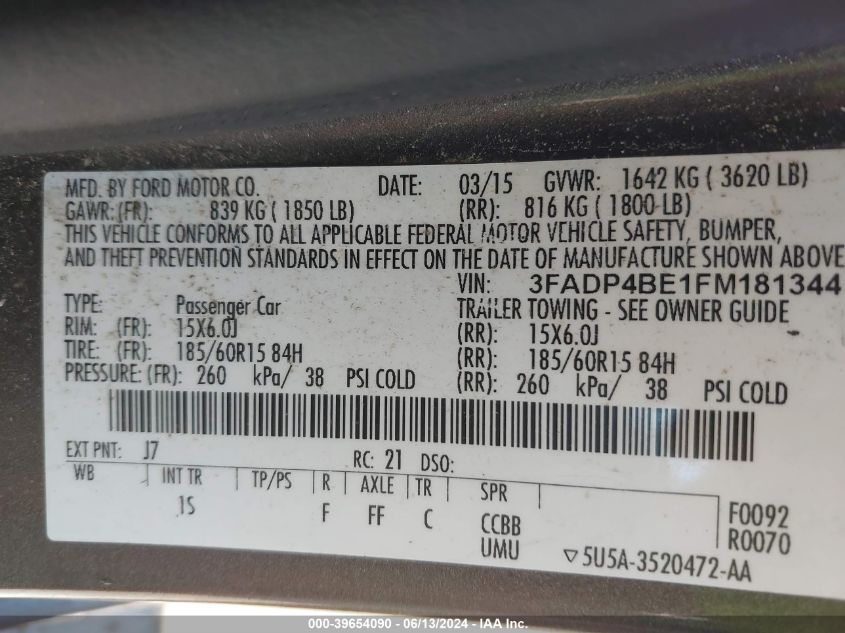 MFD. BY FORD MOTOR CO. DATE: 03/15 GVWR: 1642 KG ( 3620 LB)
GAWR: (FR): 839 KG ( 1850 LB) (RR): 816 KG ( 1800 LB)
THIS VEHICLE CONFORMS TO ALL APPLICABLE FEDERAL MOTOR VEHICLE SAFETY, BUMPER,
AND THEFT PREVENTION STANDARDS IN EFFECT ON THE DATE OF MANUFACTURE SHOWN ABOVE
VIN: 3FADP4BE1FM181344
TYPE: Passenger Car TRAILER TOWING - SEE OWNER GUIDE
RIM: (FR): 15X6.0J (RR): 15X6.0J
TIRE: (FR): 185/60R15 84H (RR): 185/60R15 84H
PRESSURE: (FR): 260 kPa/ 38 PSI COLD (RR): 260 kPa/ 38 PSI COLD
EXT PNT: J7 RC: 21 DSO:
WB INT TR TP/PS R AXLE TR SPR
1S F FF C CCBB F0092
UMU R0070
5U5A-3520472-AA
000-39654090 - 06/13/2024 - IAA Inc.